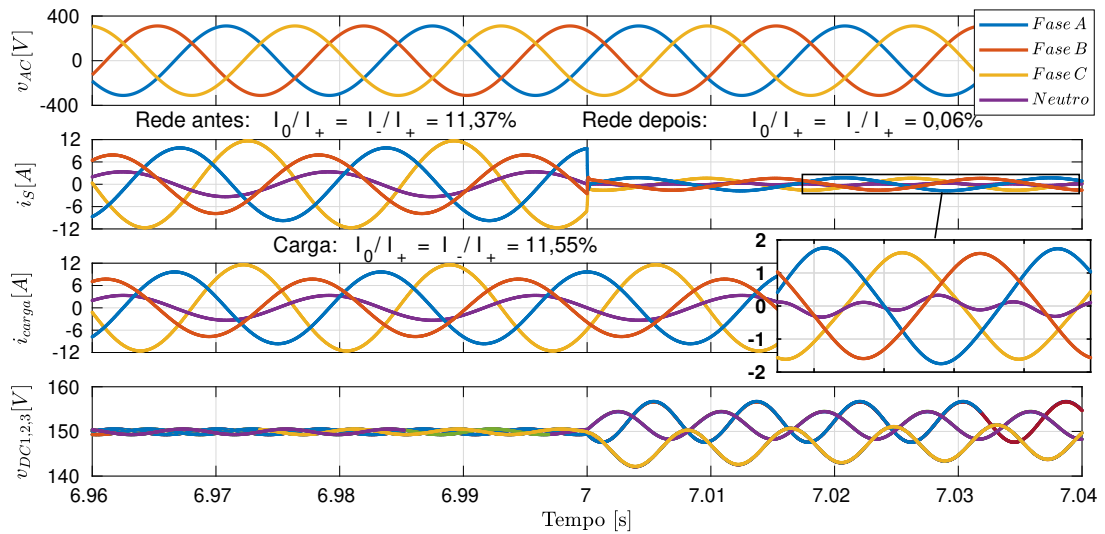 400
0
-400
v_AC[V]
Fase A
Fase B
Fase C
Neutro
Rede antes: I_0/ I_+ = I_-/ I_+ = 11,37%
Rede depois: I_0/ I_+ = I_-/ I_+ = 0,06%
12
6
0
-6
-12
i_S[A]
Carga: I_0/ I_+ = I_-/ I_+ = 11,55%
12
6
0
-6
-12
i_carga[A]
2
1
0
-1
-2
160
150
140
v_DC1,2,3[V]
6.96 6.97 6.98 6.99 7 7.01 7.02 7.03 7.04
Tempo [s]